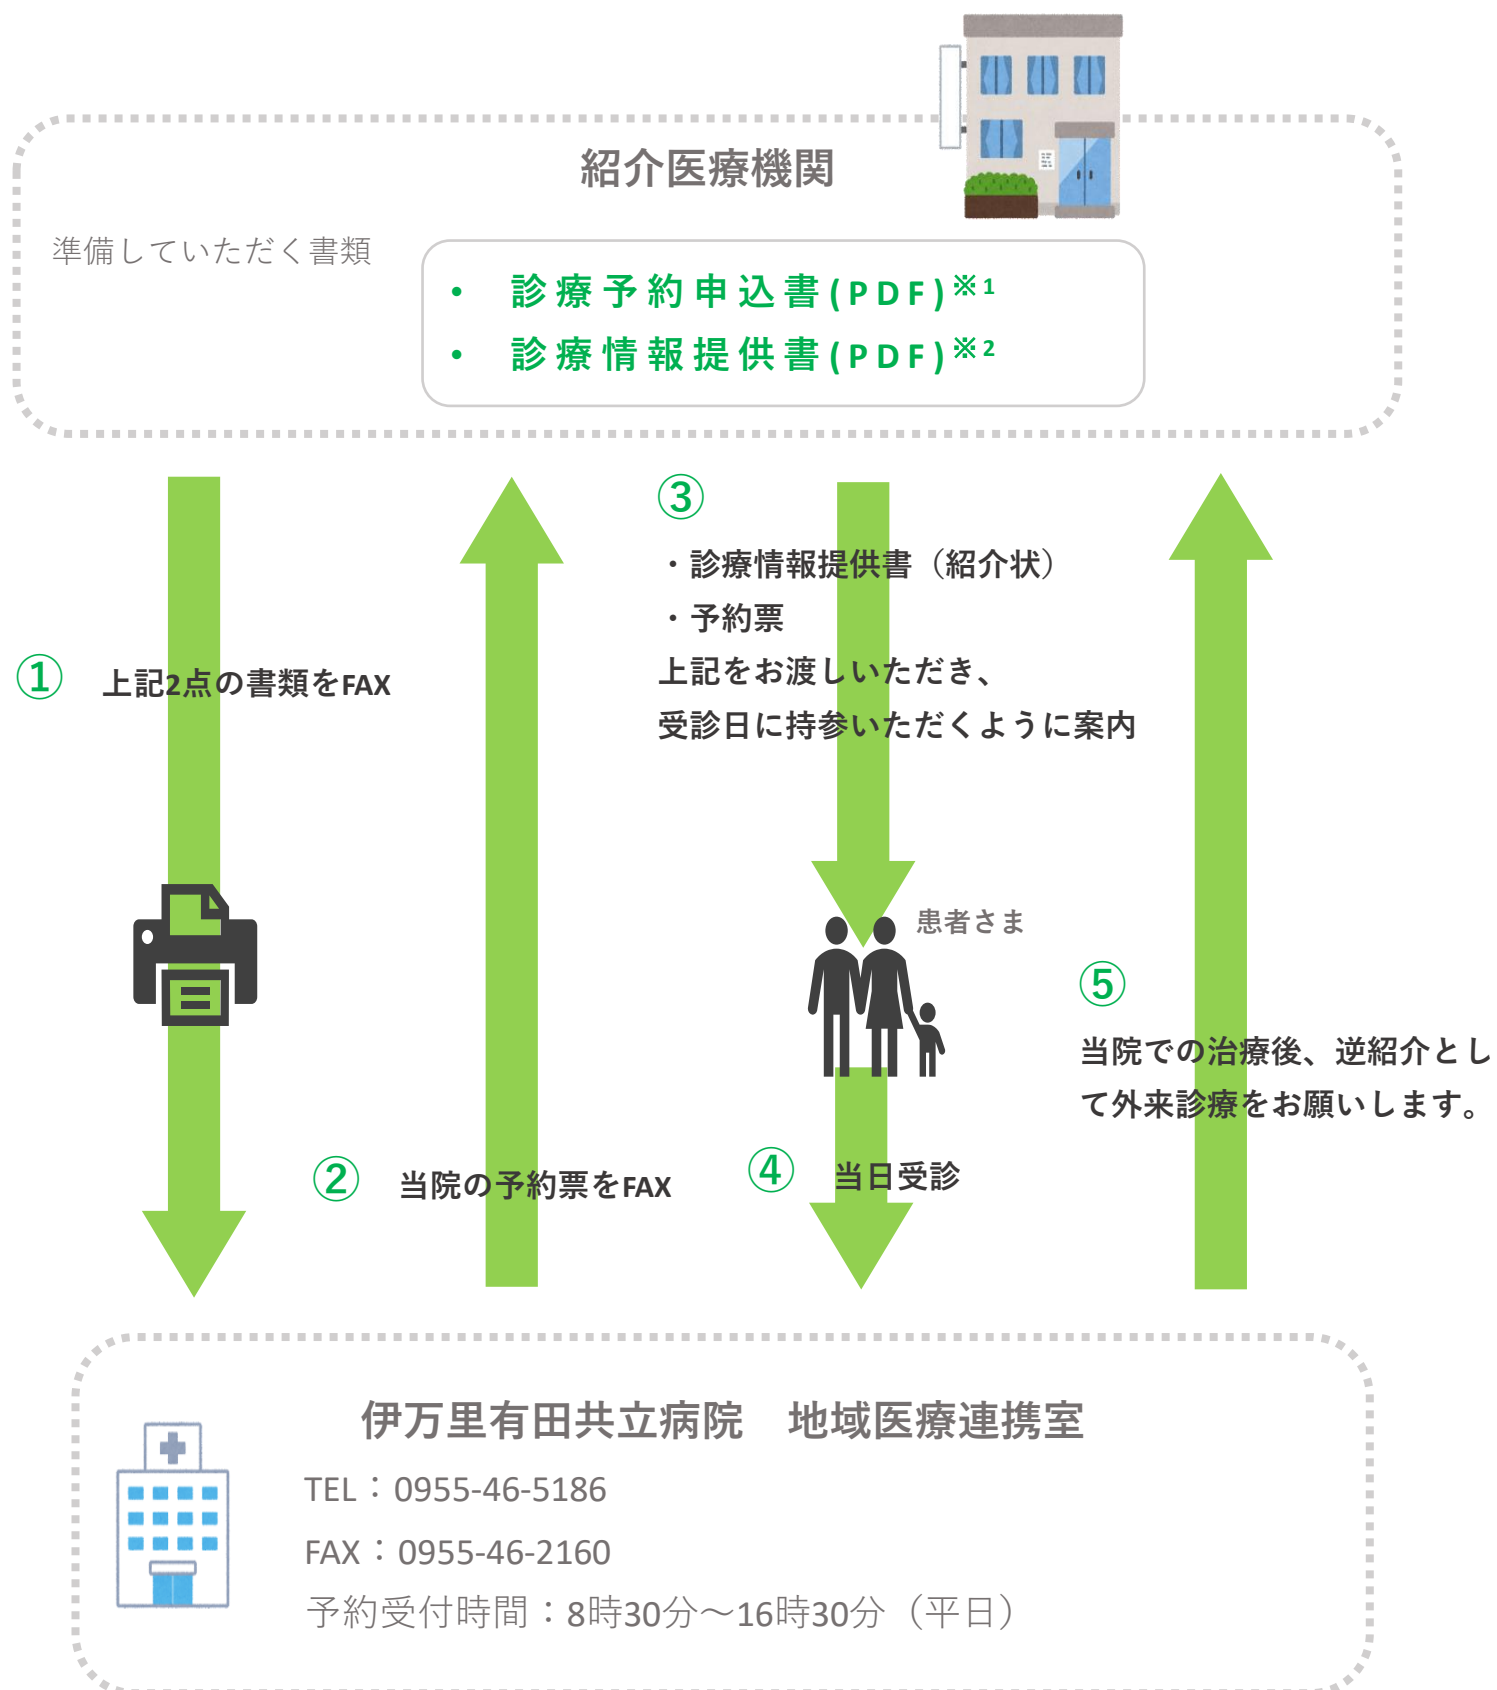 紹介医療機関
準備していただく書類
• 診療予約申込書(PDF)※1
• 診療情報提供書(PDF)※2
① 上記2点の書類をFAX
② 当院の予約票をFAX
③
・診療情報提供書（紹介状）
・予約票
上記をお渡しいただき、
受診日に持参いただくように案内
患者さま
④ 当日受診
⑤
当院での治療後、逆紹介とし
て外来診療をお願いします。
伊万里有田共立病院　地域医療連携室
TEL：0955-46-5186
FAX：0955-46-2160
予約受付時間：8時30分～16時30分（平日）